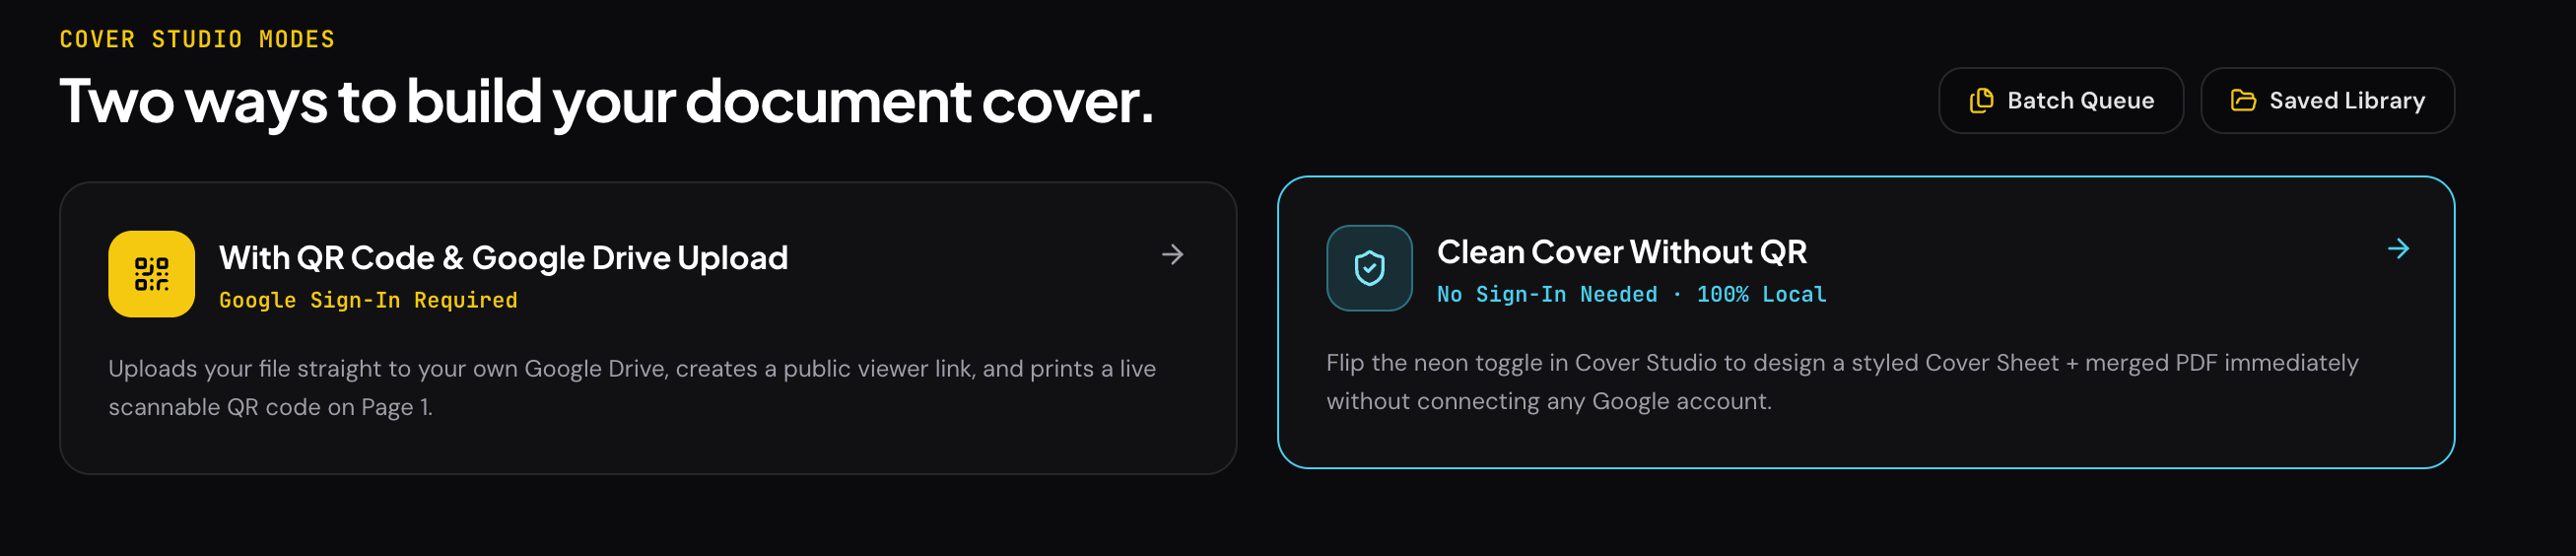 COVER STUDIO MODES
Two ways to build your document cover.
Batch Queue
Saved Library
With QR Code & Google Drive Upload
Google Sign-In Required
Uploads your file straight to your own Google Drive, creates a public viewer link, and prints a live
scannable QR code on Page 1.
Clean Cover Without QR
No Sign-In Needed · 100% Local
Flip the neon toggle in Cover Studio to design a styled Cover Sheet + merged PDF immediately
without connecting any Google account.